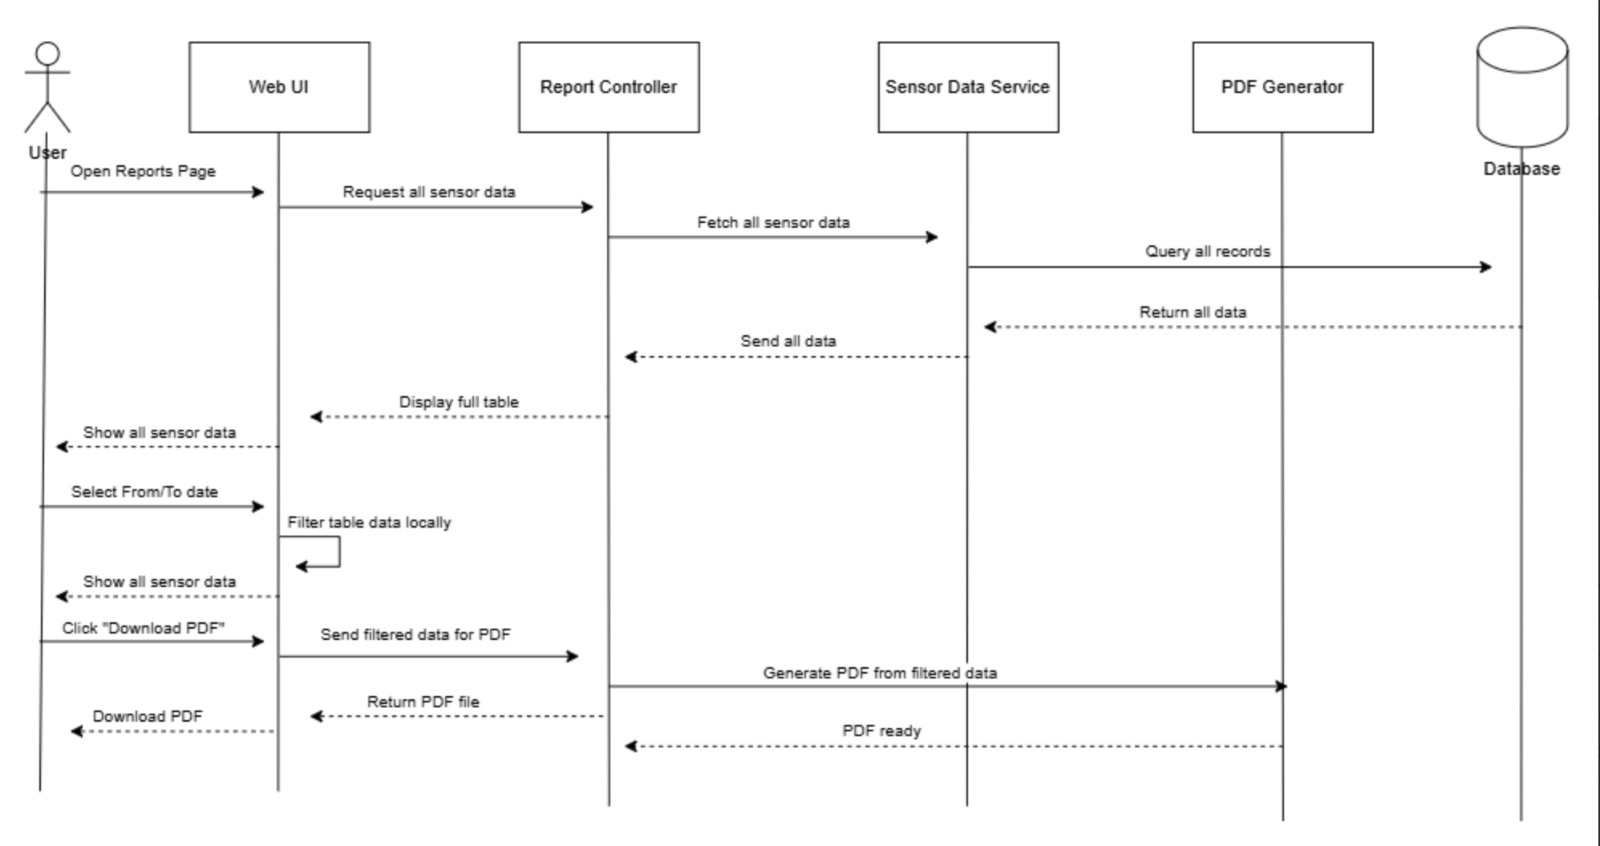 Web UI
Report Controller
Sensor Data Service
PDF Generator
User
Database
Open Reports Page
Request all sensor data
Fetch all sensor data
Query all records
Return all data
Send all data
Display full table
Show all sensor data
Select From/To date
Filter table data locally
Show all sensor data
Click "Download PDF"
Send filtered data for PDF
Generate PDF from filtered data
Return PDF file
Download PDF
PDF ready